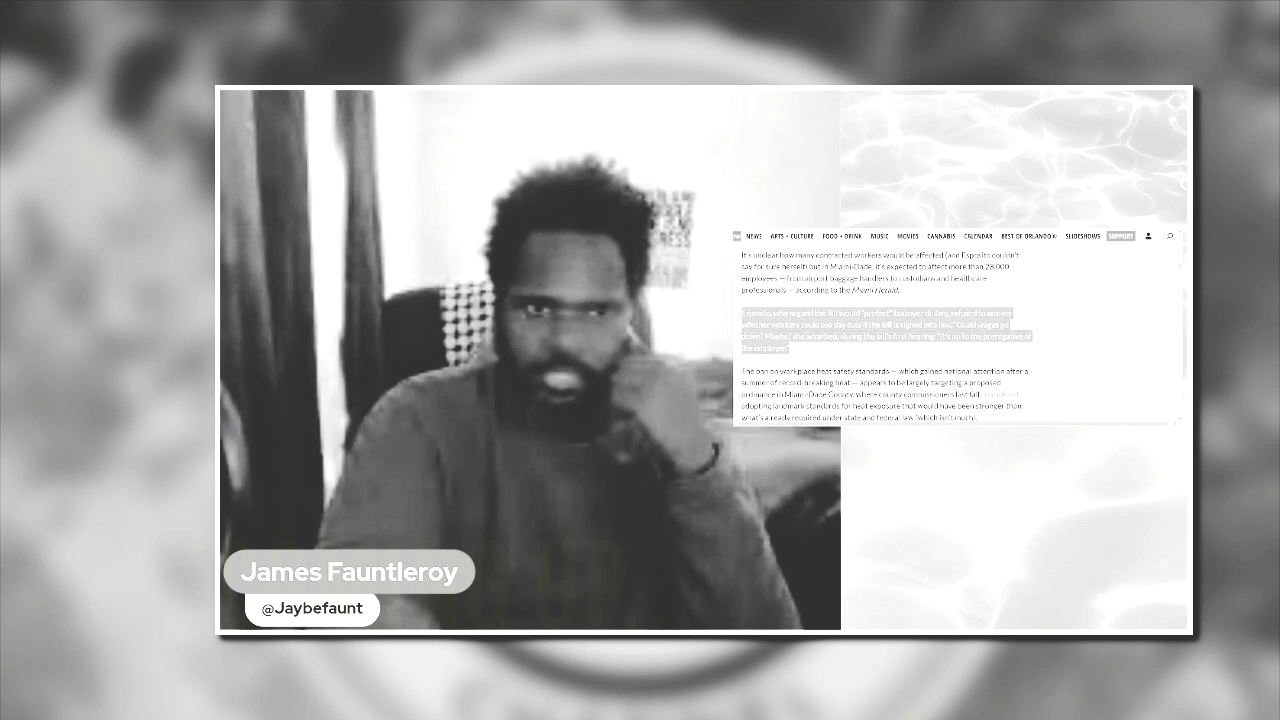 NEWS ARTS + CULTURE FOOD + DRINK MUSIC MOVIES CANNABIS CALENDAR BEST OF ORLANDO® SLIDESHOWS SUPPORT
It's unclear how many contracted workers would be affected (and Esposito couldn't
say for sure herself) but in Miami-Dade, it's expected to affect more than 28,000
employees — from airport baggage handlers to custodians and healthcare
professionals — according to the Miami Herald.
Esposito, who argued the bill would "protect" taxpayer dollars, refused to answer
whether workers could see pay cuts if the bill is signed into law. "Could wages go
down? Maybe," she admitted, during the bill's first hearing. "It's up to the prerogative of
the employer."
The ban on workplace heat safety standards — which gained national attention after a
summer of record-breaking heat — appears to be largely targeting a proposed
ordinance in Miami-Dade County, where county commissioners last fall considered
adopting landmark standards for heat exposure that would have been stronger than
what's already required under state and federal law (which isn't much).
James Fauntleroy
@Jaybefaunt